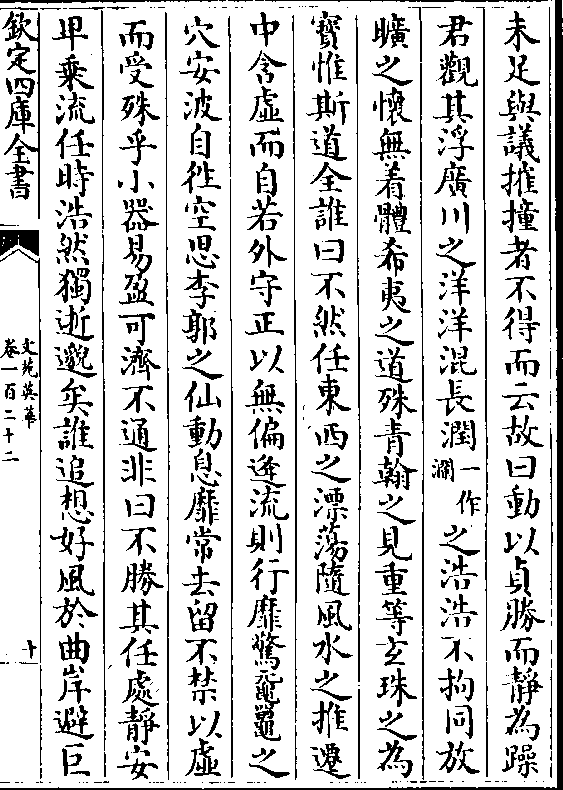 未足與議摧撞者不得而云故曰動以貞勝而靜為躁
君觀其浮廣川之洋洋混長潤一作瀾之浩浩不拘同放
曠之懷無着體希夷之道殊青翰之見重等玄珠之為
寶惟斯道全誰曰不然任東西之漂蕩隨風水之推遷
中含虛而自若外守正以無偏逢流則行靡驚黿鼉之
穴安波自徃空思李郭之仙動息靡常去留不禁以虛
而受殊乎小器易盈可濟不通非曰不勝其任處靜安
卑乘流任時浩然獨逝邈矣誰追想好風於曲岸避巨
欽定四庫全書
文苑英華
卷一百二十二
十